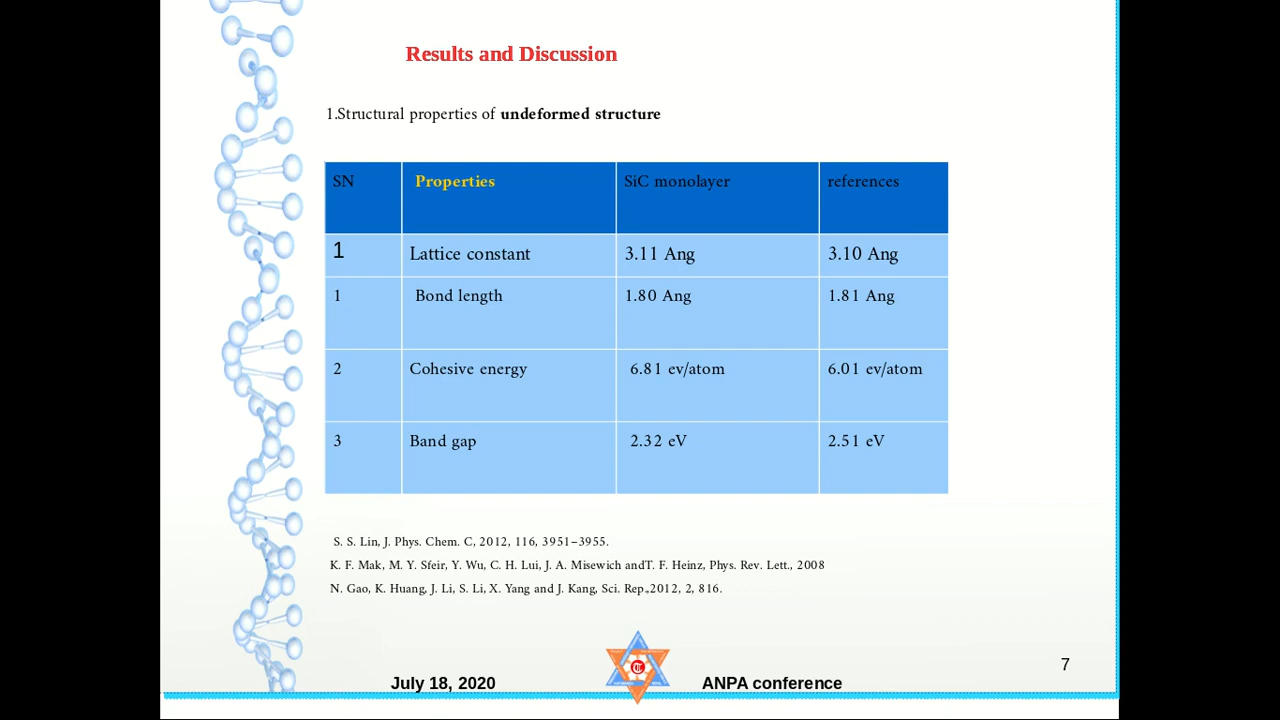 Results and Discussion
1.Structural properties of undeformed structure
SN Properties SiC monolayer references
1 Lattice constant 3.11 Ang 3.10 Ang
1 Bond length 1.80 Ang 1.81 Ang
2 Cohesive energy 6.81 ev/atom 6.01 ev/atom
3 Band gap 2.32 eV 2.51 eV
S. S. Lin, J. Phys. Chem. C, 2012, 116, 3951–3955.
K. F. Mak, M. Y. Sfeir, Y. Wu, C. H. Lui, J. A. Misewich andT. F. Heinz, Phys. Rev. Lett., 2008
N. Gao, K. Huang, J. Li, S. Li, X. Yang and J. Kang, Sci. Rep.,2012, 2, 816.
7
July 18, 2020 ANPA conference